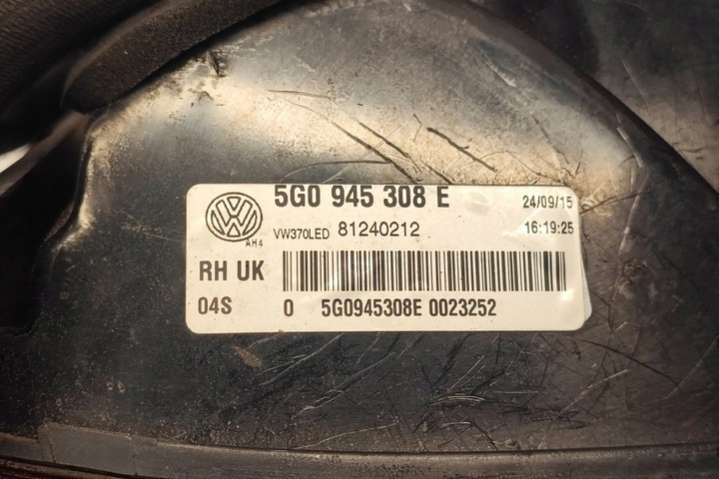 5G0 945 308 E 24/09/15
VW370LED 81240212 16:19:25
AH4
RH UK
04S 0 5G0945308E 0023252